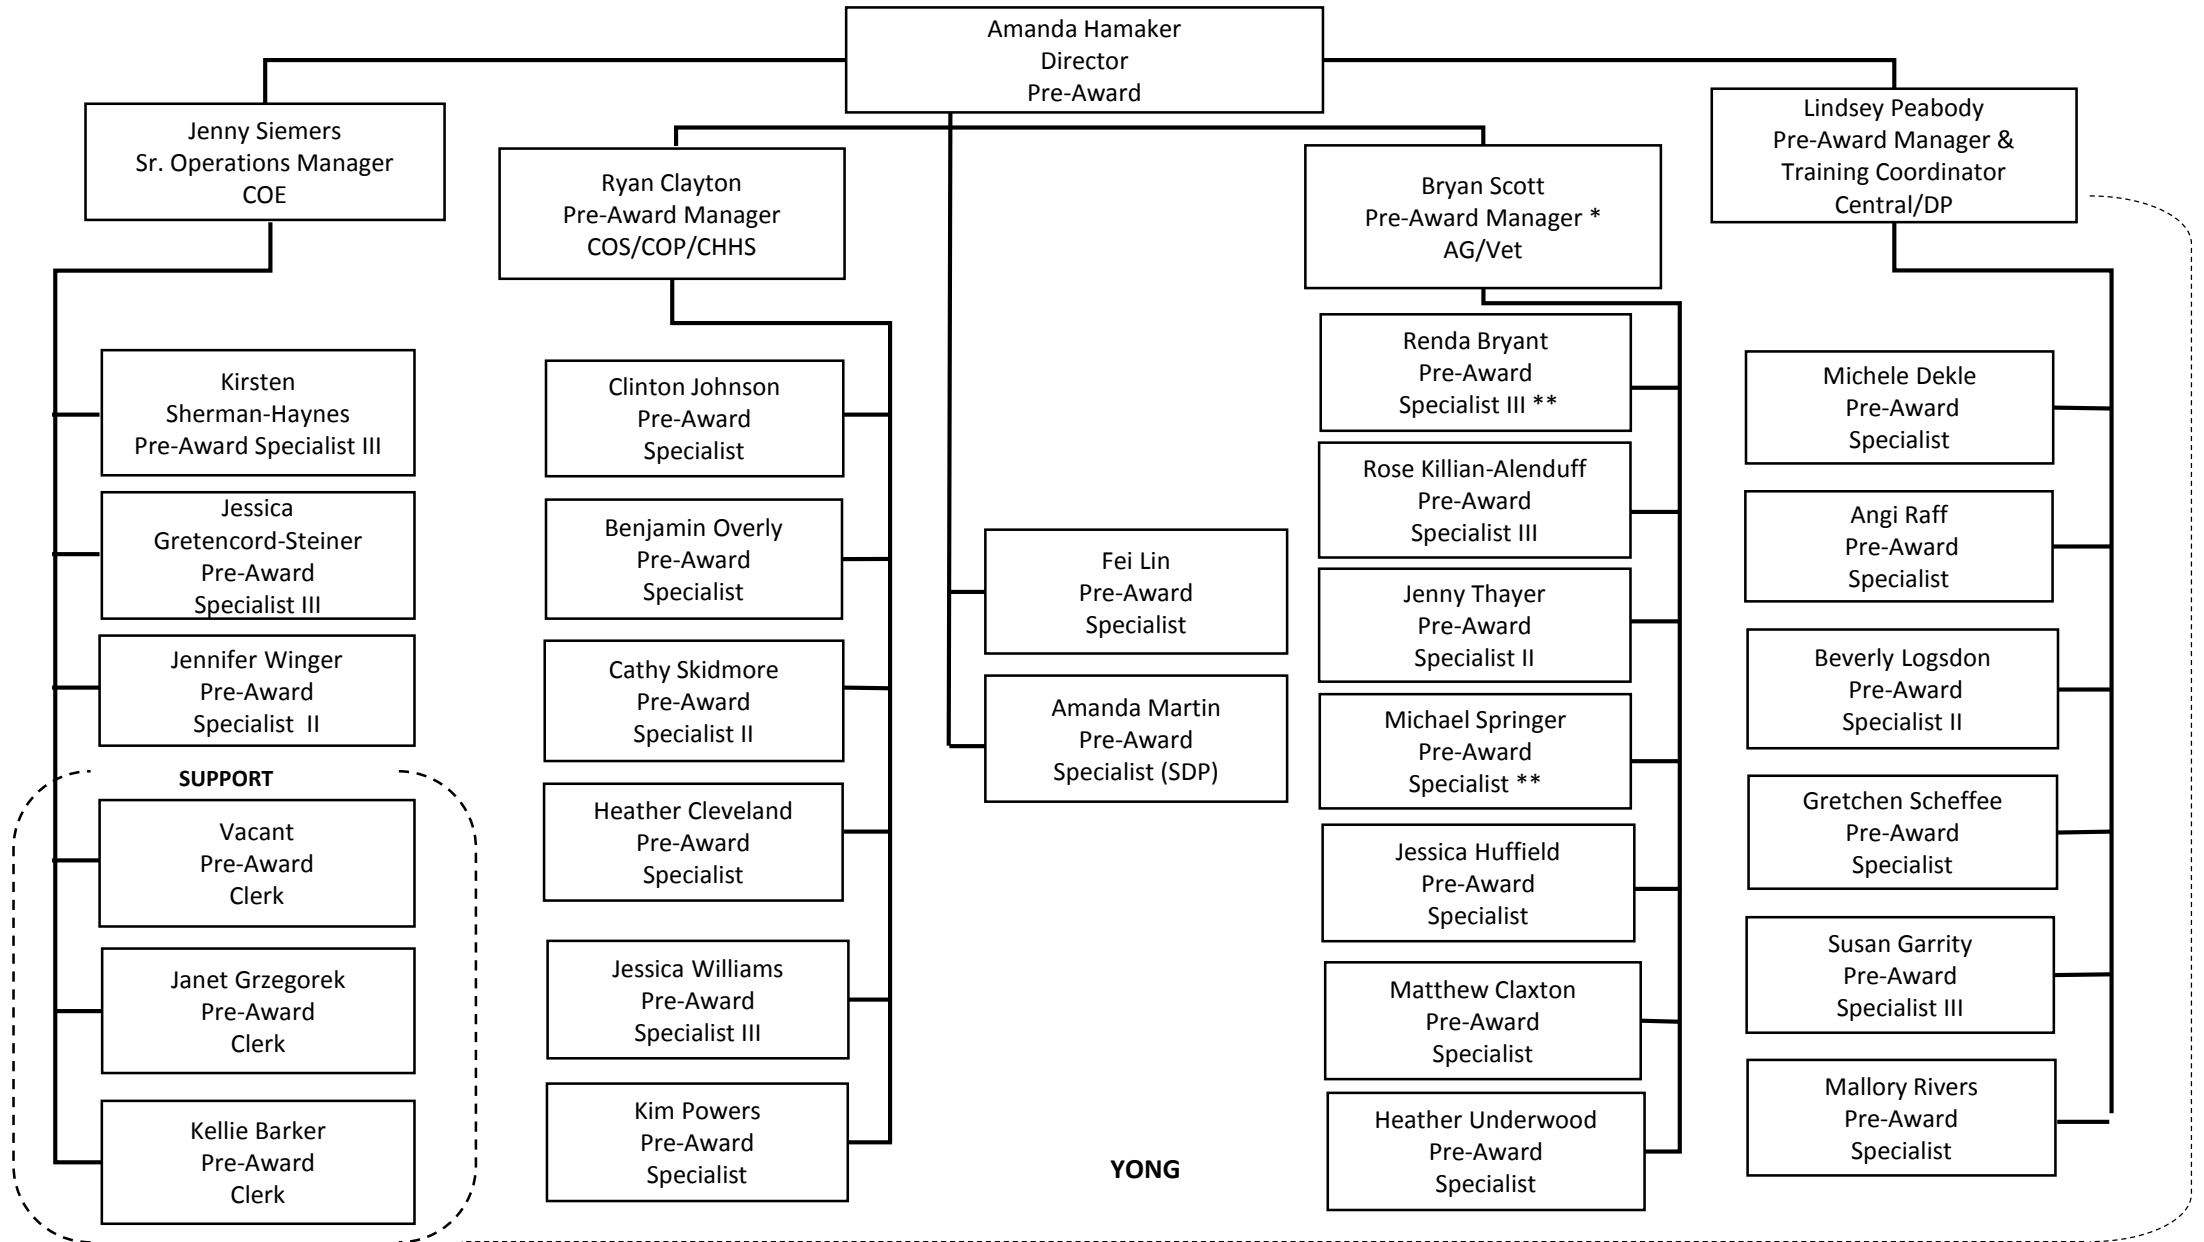 Amanda Hamaker
Director
Pre-Award
Jenny Siemers
Sr. Operations Manager
COE
Ryan Clayton
Pre-Award Manager
COS/COP/CHHS
Bryan Scott
Pre-Award Manager *
AG/Vet
Lindsey Peabody
Pre-Award Manager &
Training Coordinator
Central/DP
Kirsten
Sherman-Haynes
Pre-Award Specialist III
Jessica
Gretencord-Steiner
Pre-Award
Specialist III
Jennifer Winger
Pre-Award
Specialist  II
SUPPORT
Vacant
Pre-Award
Clerk
Janet Grzegorek
Pre-Award
Clerk
Kellie Barker
Pre-Award
Clerk
Clinton Johnson
Pre-Award
Specialist
Benjamin Overly
Pre-Award
Specialist
Cathy Skidmore
Pre-Award
Specialist II
Heather Cleveland
Pre-Award
Specialist
Jessica Williams
Pre-Award
Specialist III
Kim Powers
Pre-Award
Specialist
Fei Lin
Pre-Award
Specialist
Amanda Martin
Pre-Award
Specialist (SDP)
YONG
Renda Bryant
Pre-Award
Specialist III **
Rose Killian-Alenduff
Pre-Award
Specialist III
Jenny Thayer
Pre-Award
Specialist II
Michael Springer
Pre-Award
Specialist **
Jessica Huffield
Pre-Award
Specialist
Matthew Claxton
Pre-Award
Specialist
Heather Underwood
Pre-Award
Specialist
Michele Dekle
Pre-Award
Specialist
Angi Raff
Pre-Award
Specialist
Beverly Logsdon
Pre-Award
Specialist II
Gretchen Scheffee
Pre-Award
Specialist
Susan Garrity
Pre-Award
Specialist III
Mallory Rivers
Pre-Award
Specialist